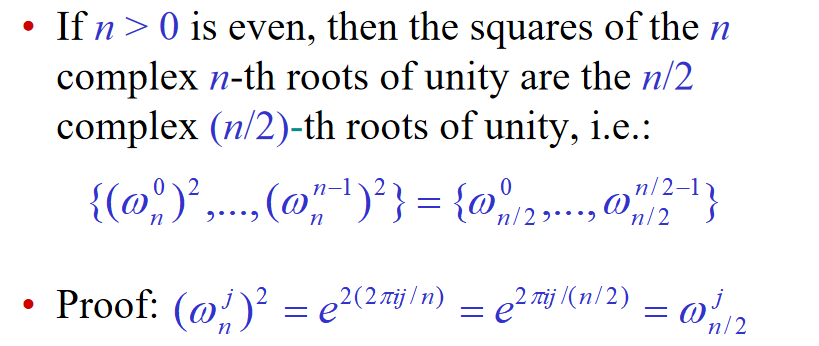 • If n > 0 is even, then the squares of the n
complex n-th roots of unity are the n/2
complex (n/2)-th roots of unity, i.e.:
{(ω_n^0)^2,...,(ω_n^{n-1})^2} = {ω_{n/2}^0,...,ω_{n/2}^{n/2-1}}
• Proof: (ω_n^j)^2 = e^{2(2πij/n)} = e^{2πij/(n/2)} = ω_{n/2}^j